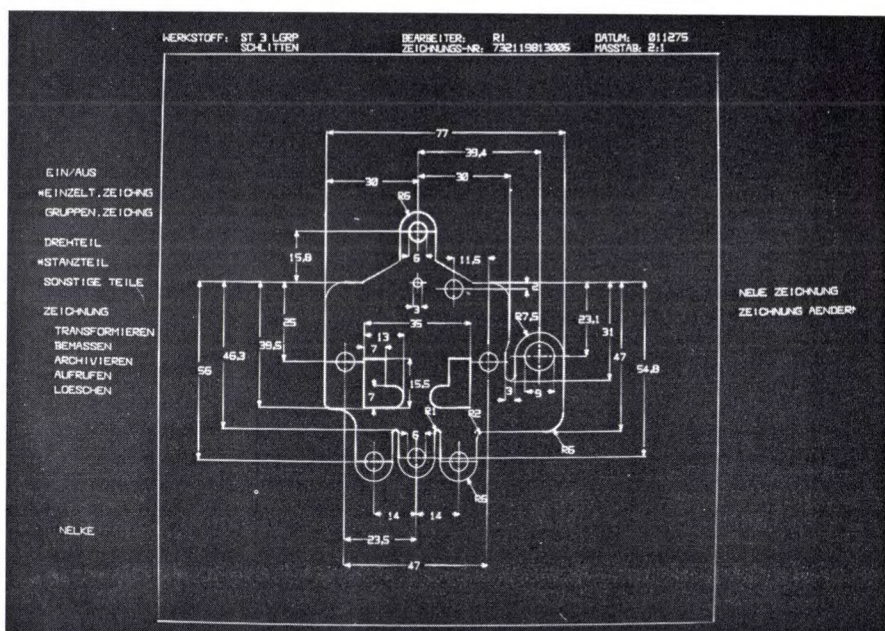 WERKSTOFF: ST 3 LGRP BEARBEITER: RI DATUM: 011275
SCHLITTEN ZEICHNUNGS-NR: 732119813006 MASSTAB: 2:1
77
39,4
30 30
EIN/AUS
*EINZELT.ZEICHNG
GRUPPEN.ZEICHNG
R6
DREHTEIL
15,8 6 11,5
*STANZTEIL
SONSTIGE TEILE
2
NEUE ZEICHNUNG
3
ZEICHNUNG
ZEICHNUNG AENDERN
25 35 R7,5 23,1 31
TRANSFORMIEREN
13
BEMASSEN
39,5 7 47
46,3
ARCHIVIEREN
56 54,8
AUFRUFEN
15,5
LOESCHEN
7 3 9
R1 R2
6
R6
R6
14 14
NELKE
23,5
47